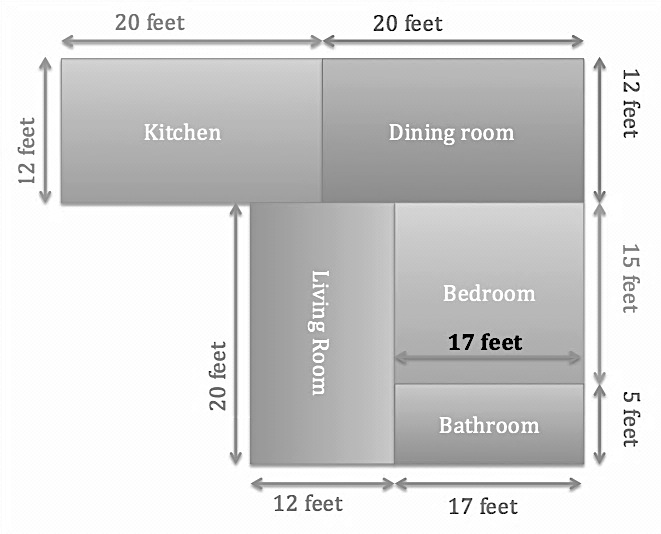 20 feet
20 feet
12 feet
Kitchen
Dining room
12 feet
20 feet
Living Room
Bedroom
17 feet
15 feet
Bathroom
5 feet
12 feet
17 feet